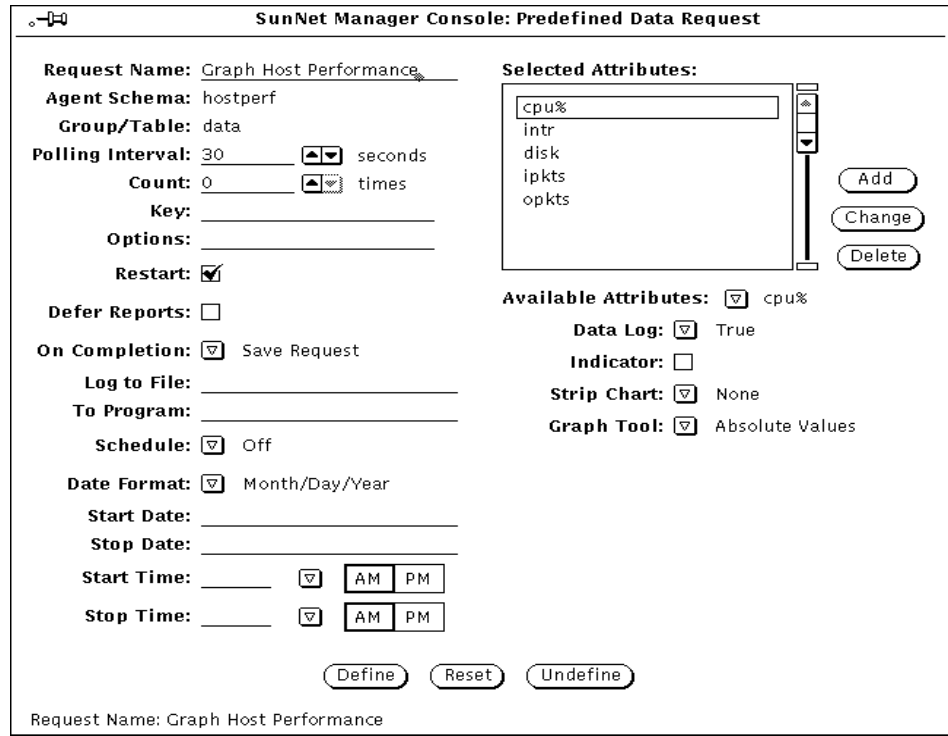 SunNet Manager Console: Predefined Data Request
Request Name: Graph Host Performance
Agent Schema: hostperf
Group/Table: data
Polling Interval: 30 seconds
Count: 0 times
Key:
Options:
Restart:
Defer Reports:
On Completion: Save Request
Log to File:
To Program:
Schedule: Off
Date Format: Month/Day/Year
Start Date:
Stop Date:
Start Time: AM PM
Stop Time: AM PM
Selected Attributes:
cpu%
intr
disk
ipkts
opkts
Add
Change
Delete
Available Attributes: cpu%
Data Log: True
Indicator:
Strip Chart: None
Graph Tool: Absolute Values
Define Reset Undefine
Request Name: Graph Host Performance